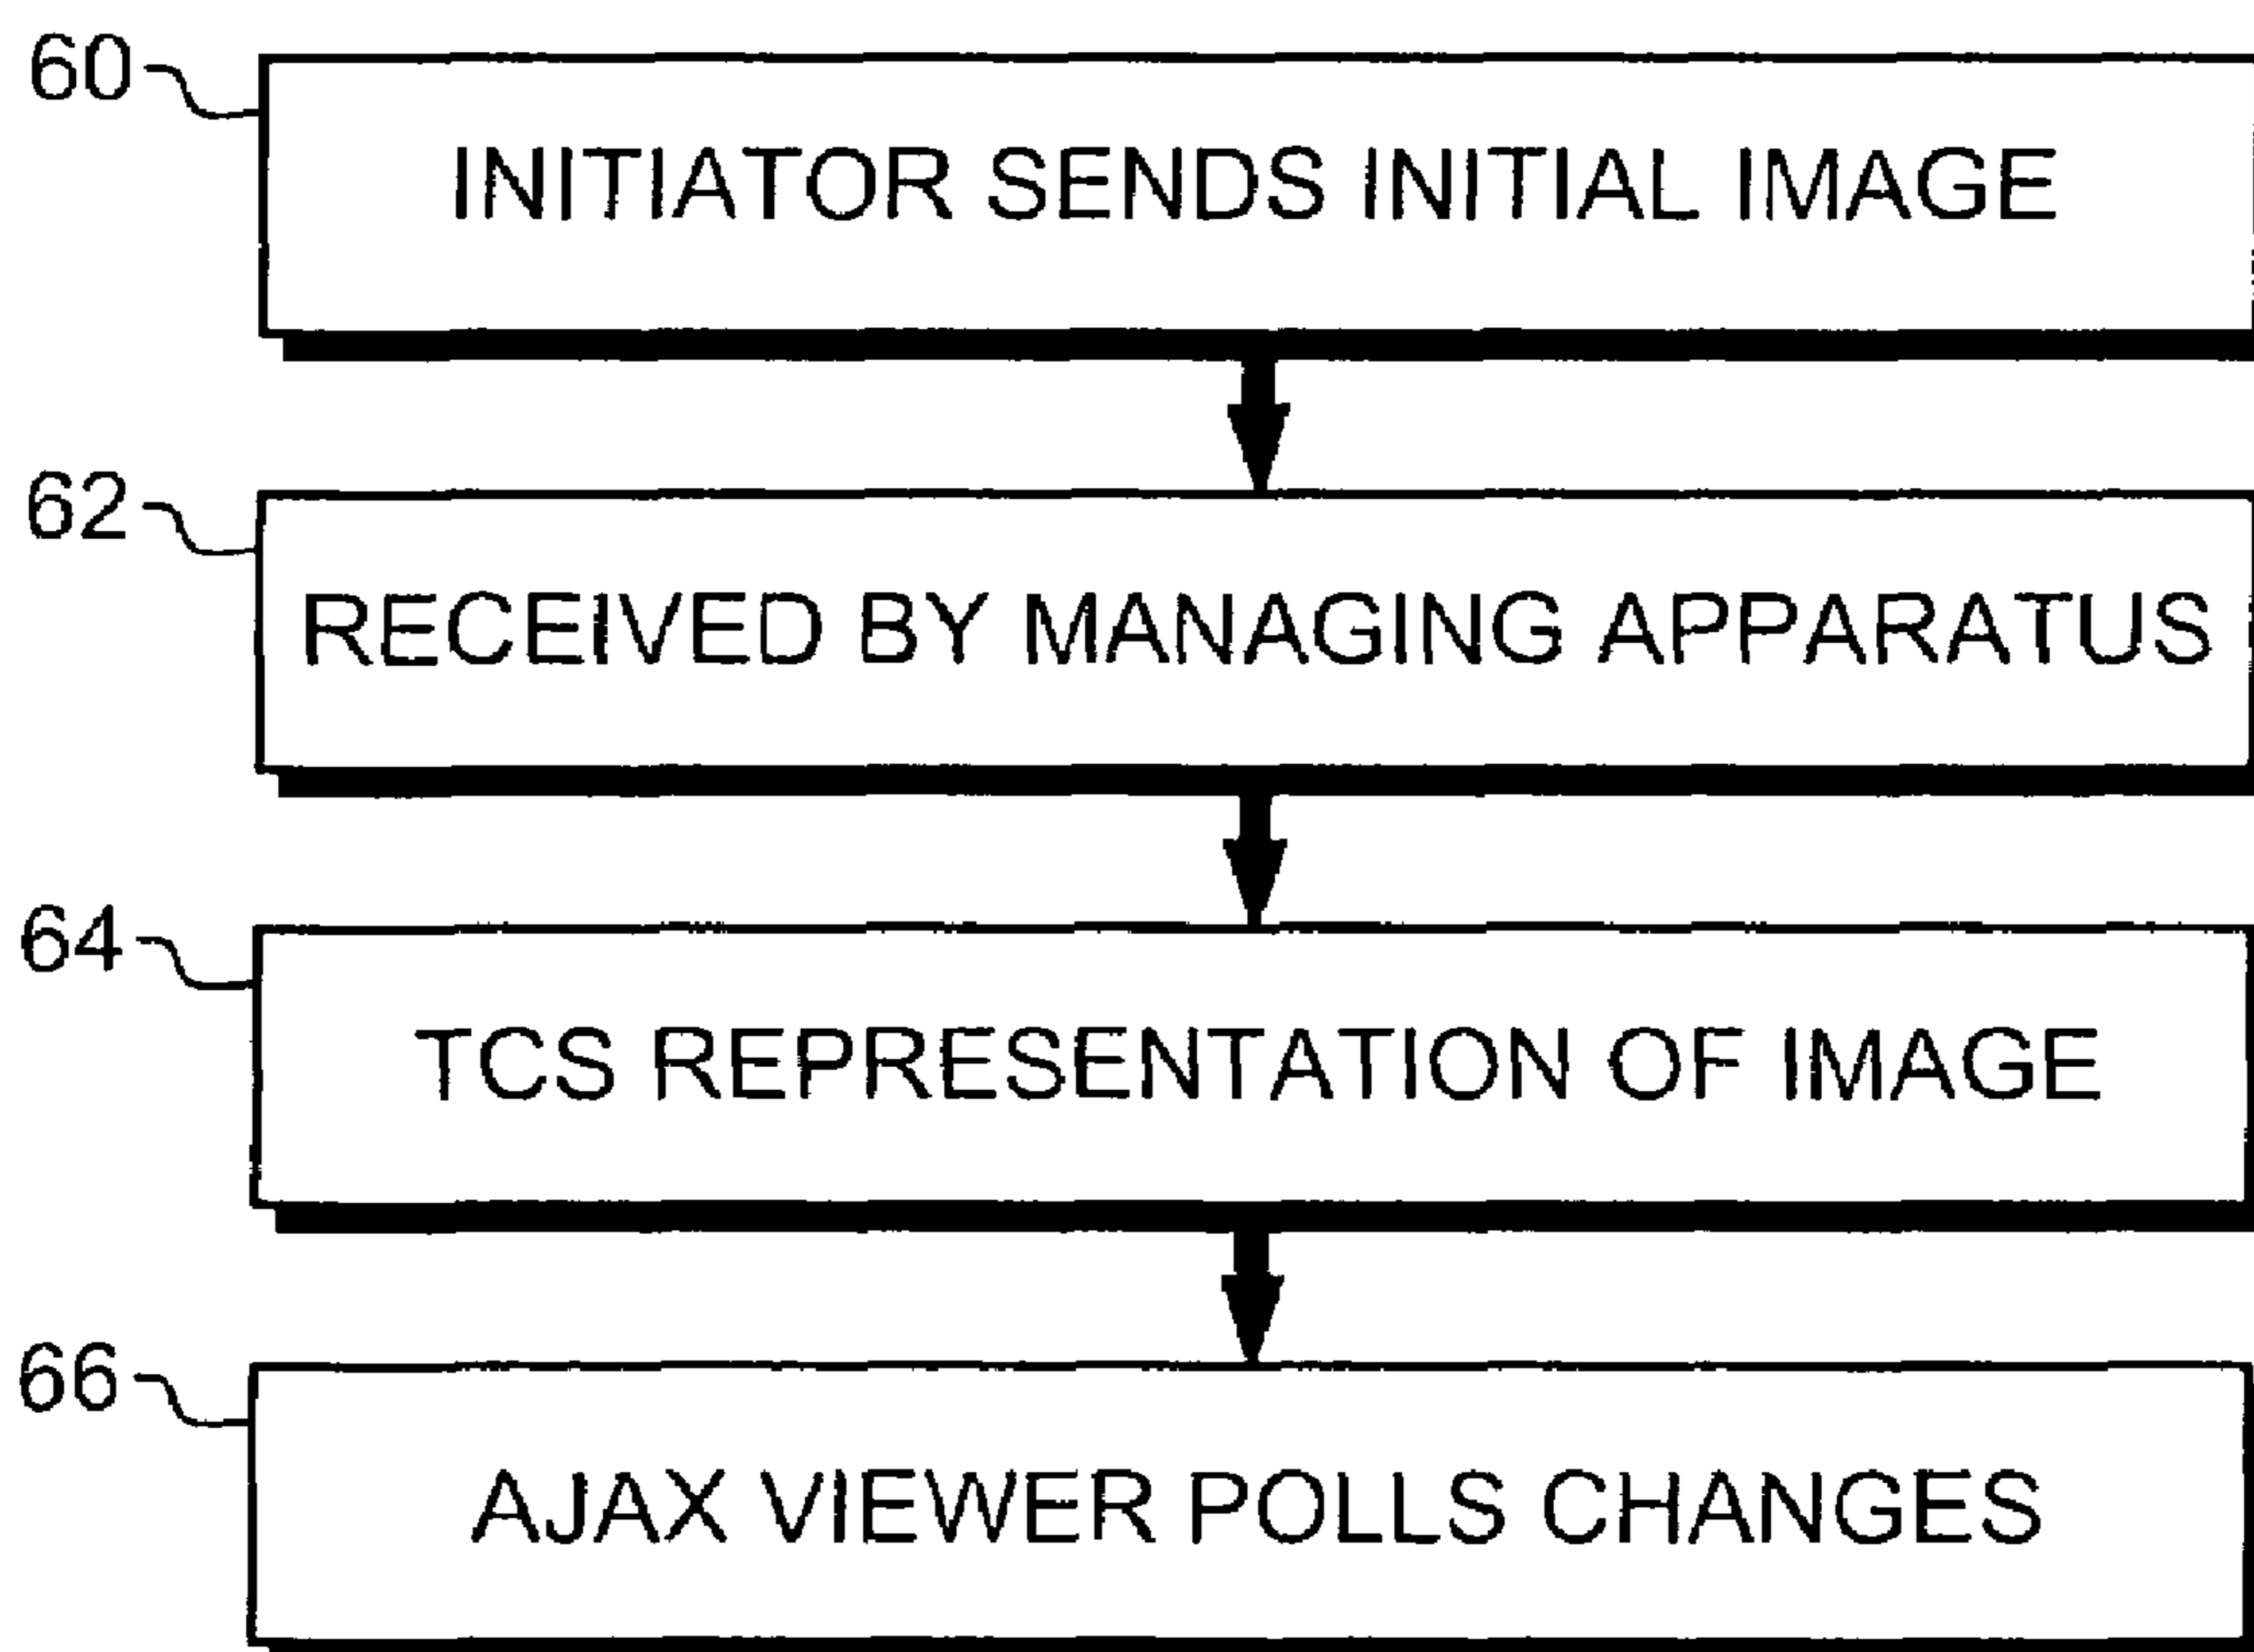 60
INITIATOR SENDS INITIAL IMAGE
62
RECEIVED BY MANAGING APPARATUS
64
TCS REPRESENTATION OF IMAGE
66
AJAX VIEWER POLLS CHANGES